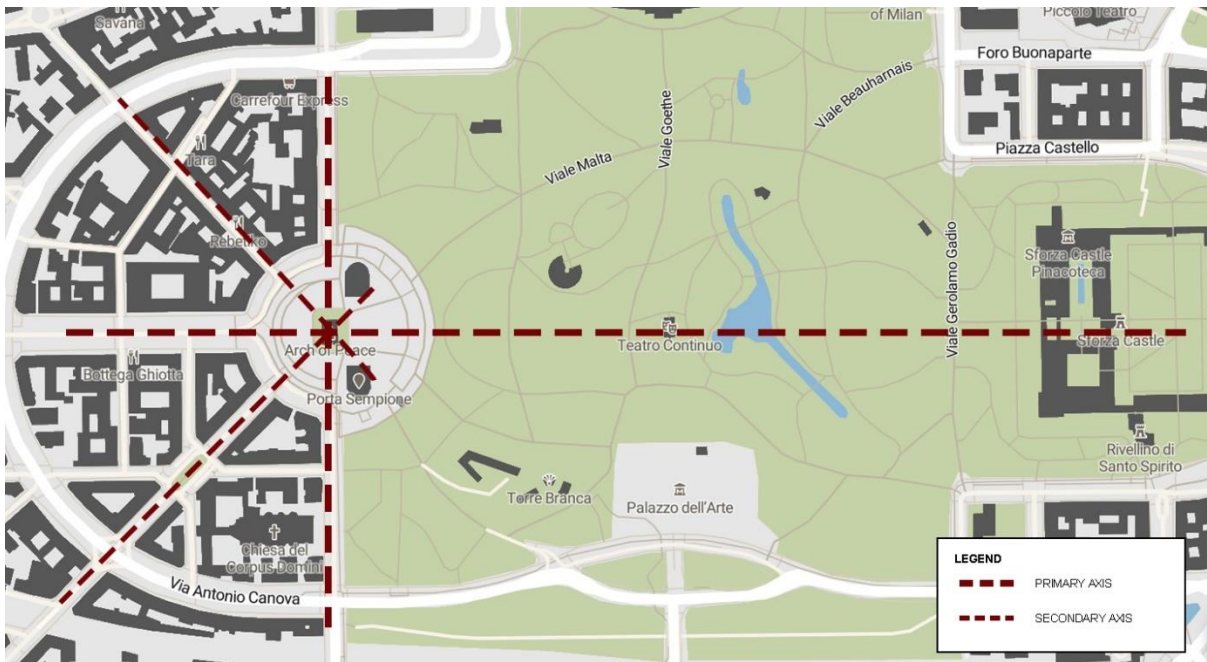 Savana
of Milan
Piccolo Teatro
Foro Buonaparte
Carrefour Express
Viale Beauharnais
Viale Goethe
Piazza Castello
Tara
Viale Malta
Rebetiko
Viale Gerolamo Gadio
Sforza Castle
Pinacoteca
Arch of Peace
Teatro Continuo
Sforza Castle
Bottega Ghiotta
Porta Sempione
Rivellino di
Santo Spirito
Torre Branca
Palazzo dell'Arte
Chiesa del
Corpus Domini
Via Antonio Canova
LEGEND
PRIMARY AXIS
SECONDARY AXIS